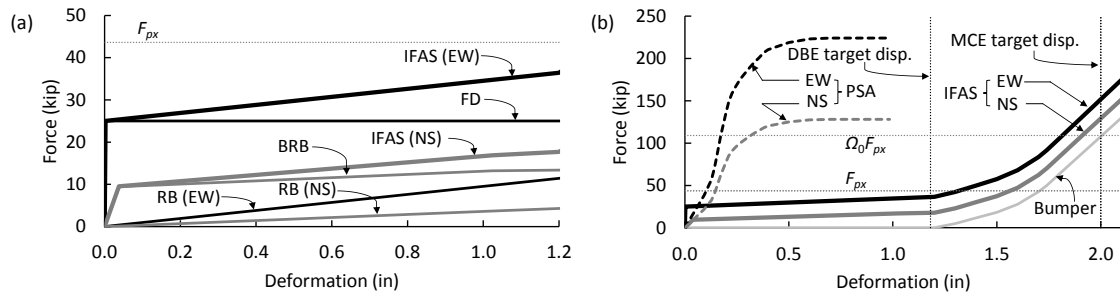 (a)
50
40
30
20
10
0
Force (kip)
F_px
IFAS (EW)
FD
IFAS (NS)
BRB
RB (EW)
RB (NS)
0.0 0.2 0.4 0.6 0.8 1.0 1.2
Deformation (in)
(b)
250
200
150
100
50
0
Force (kip)
DBE target disp.
MCE target disp.
EW
NS
PSA
IFAS
EW
NS
Ω0Fpx
Fpx
Bumper
0.0 0.5 1.0 1.5 2.0
Deformation (in)